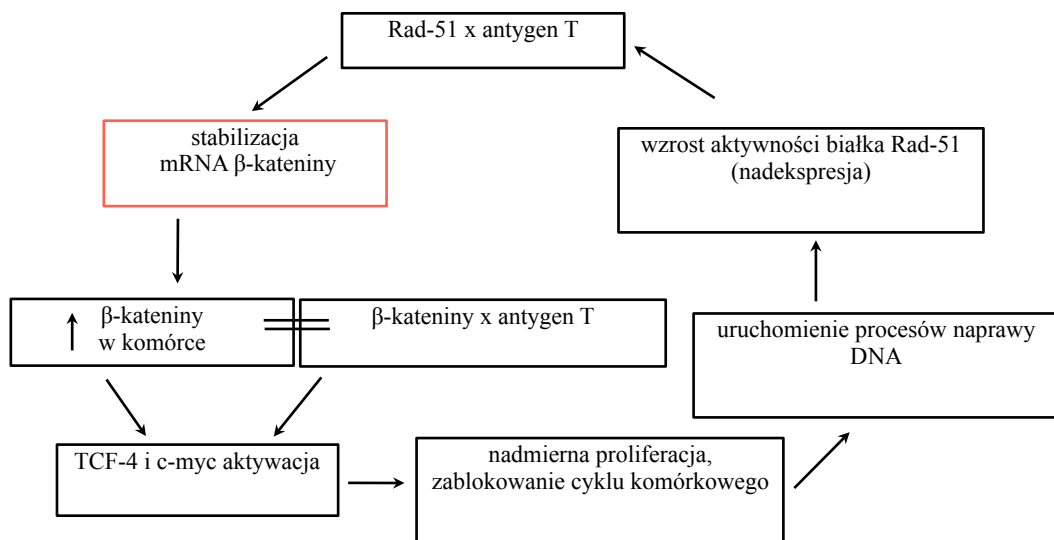 Rad-51 x antygen T
stabilizacja
mRNA β-kateniny
wzrost aktywności białka Rad-51
(nadekspresja)
β-kateniny
w komórce
β-kateniny x antygen T
uruchomienie procesów naprawy
DNA
TCF-4 i c-myc aktywacja
nadmierna proliferacja,
zablokowanie cyklu komórkowego